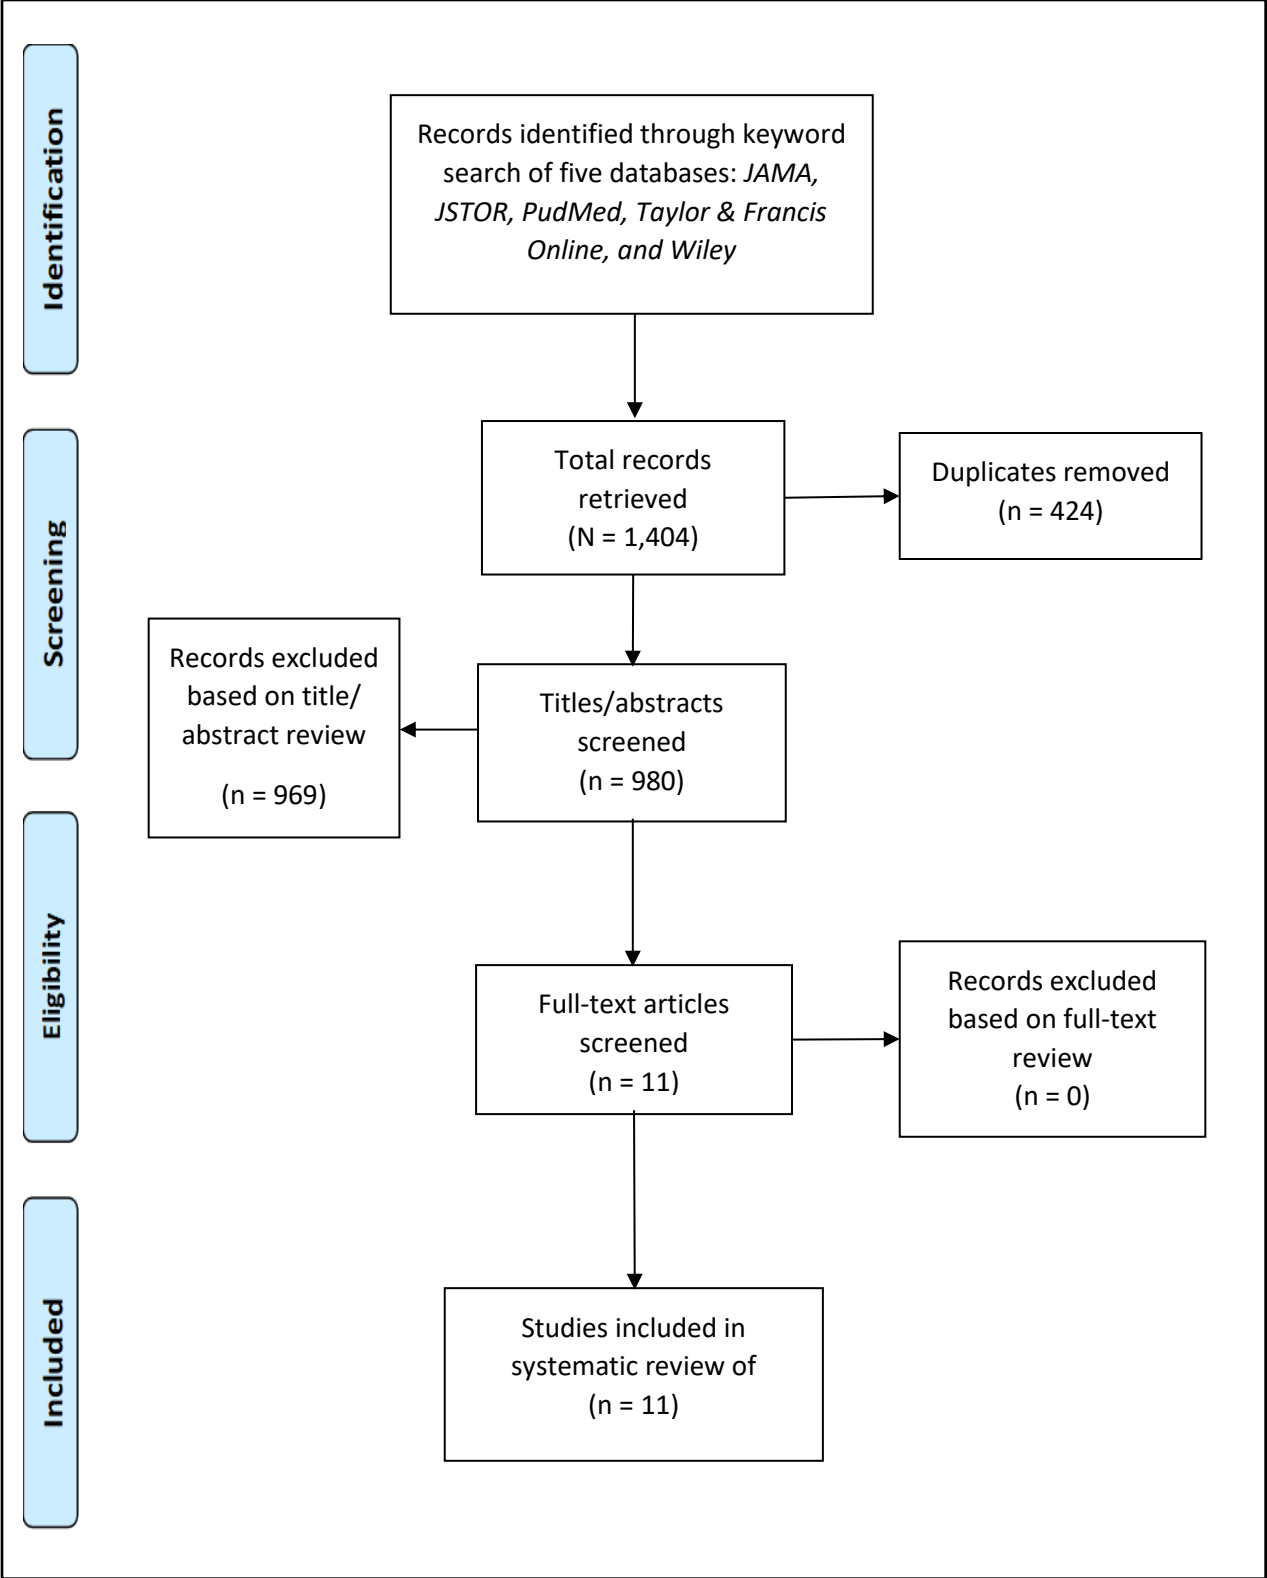 Identification
Records identified through keyword
search of five databases: JAMA,
JSTOR, PudMed, Taylor & Francis
Online, and Wiley
Screening
Total records
retrieved
(N = 1,404)
Duplicates removed
(n = 424)
Records excluded
based on title/
abstract review
(n = 969)
Titles/abstracts
screened
(n = 980)
Eligibility
Full-text articles
screened
(n = 11)
Records excluded
based on full-text
review
(n = 0)
Included
Studies included in
systematic review of
(n = 11)